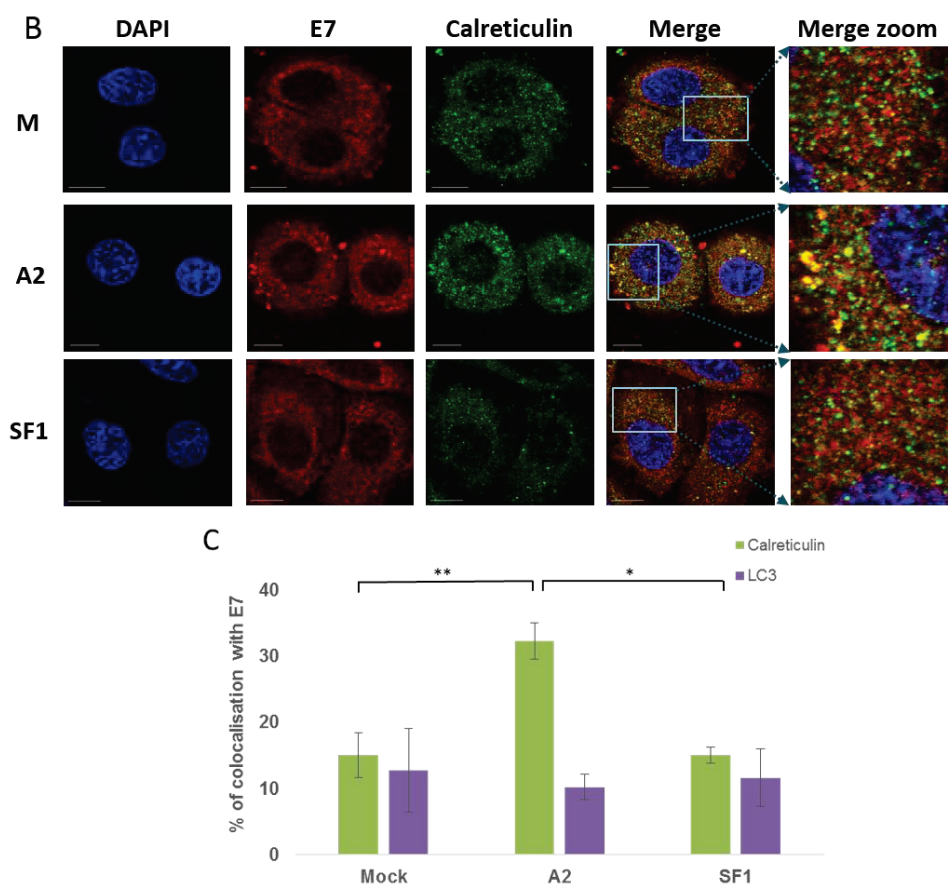 B
DAPI E7 Calreticulin Merge Merge zoom
M
A2
SF1
C
Calreticulin
LC3
** *
% of colocalisation with E7
40
30
20
10
0
Mock A2 SF1